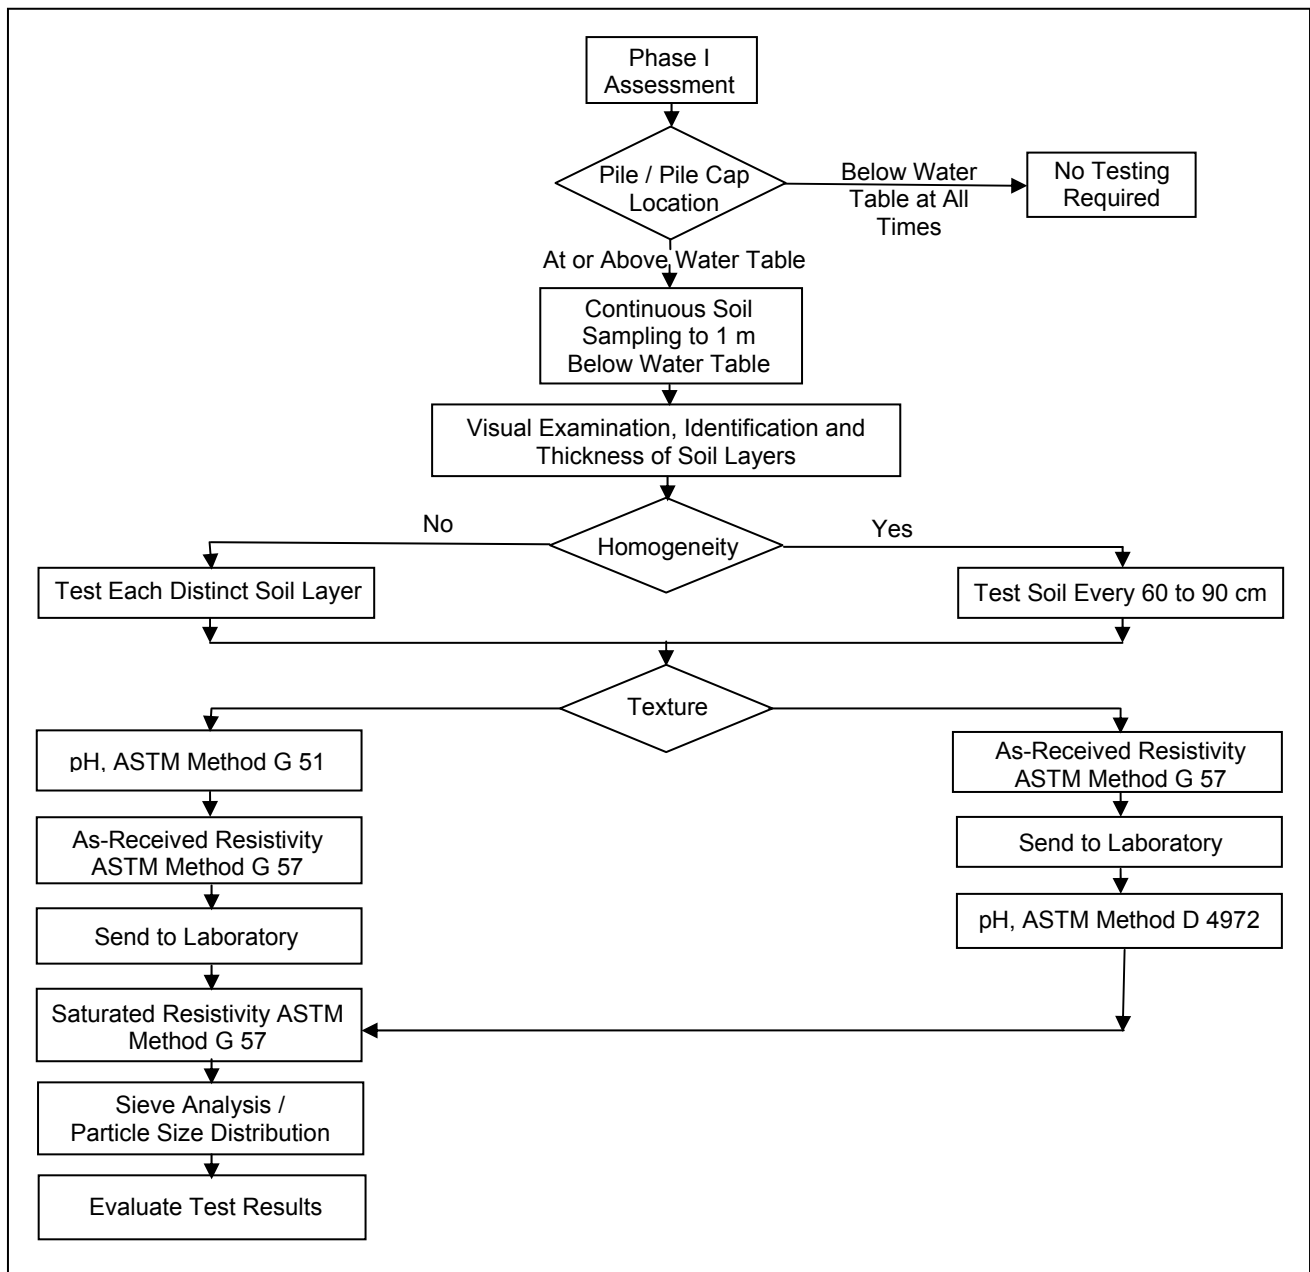 Phase I
Assessment
Pile / Pile Cap
Location
Below Water
Table at All
Times
No Testing
Required
At or Above Water Table
Continuous Soil
Sampling to 1 m
Below Water Table
Visual Examination, Identification and
Thickness of Soil Layers
No
Homogeneity
Yes
Test Each Distinct Soil Layer
Test Soil Every 60 to 90 cm
Texture
pH, ASTM Method G 51
As-Received Resistivity
ASTM Method G 57
As-Received Resistivity
ASTM Method G 57
Send to Laboratory
Send to Laboratory
pH, ASTM Method D 4972
Saturated Resistivity ASTM
Method G 57
Sieve Analysis /
Particle Size Distribution
Evaluate Test Results